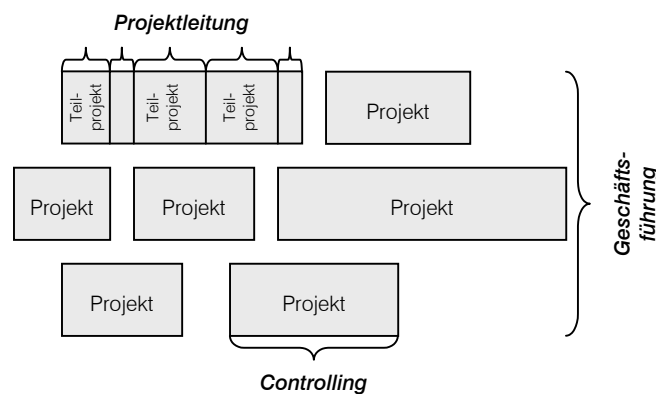 Projektleitung
Teil-
projekt
Teil-
projekt
Teil-
projekt
Projekt
Projekt
Projekt
Projekt
Geschäfts-
führung
Projekt
Projekt
Controlling